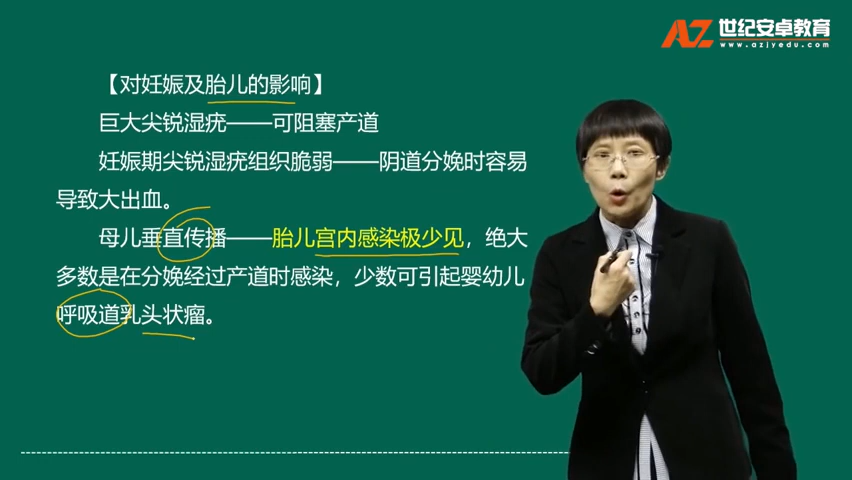 AZ 世纪安卓教育
www.azjyedu.com
【对妊娠及胎儿的影响】
巨大尖锐湿疣——可阻塞产道
妊娠期尖锐湿疣组织脆弱——阴道分娩时容易
导致大出血。
母儿垂直传播——胎儿宫内感染极少见，绝大
多数是在分娩经过产道时感染，少数可引起婴幼儿
呼吸道乳头状瘤。